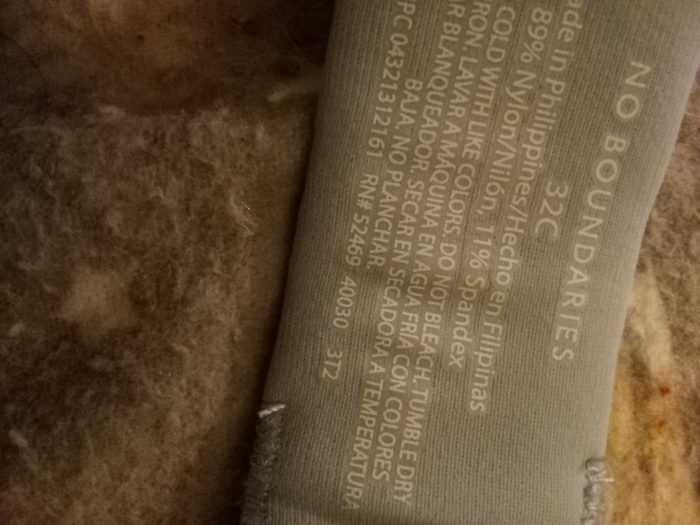 NO BOUNDARIES
32C
ade in Philippines/Hecho en Filipinas
89% Nylon/Nilón, 11% Spandex
COLD WITH LIKE COLORS. DO NOT BLEACH. TUMBLE DRY
RON. LAVAR A MAQUINA EN AGUA FRIA CON COLORES
AR BLANQUEADOR. SECAR EN SECADORA A TEMPERATURA
BAJA. NO PLANCHAR.
PC 04321312161 RN# 52469 40030 3T2